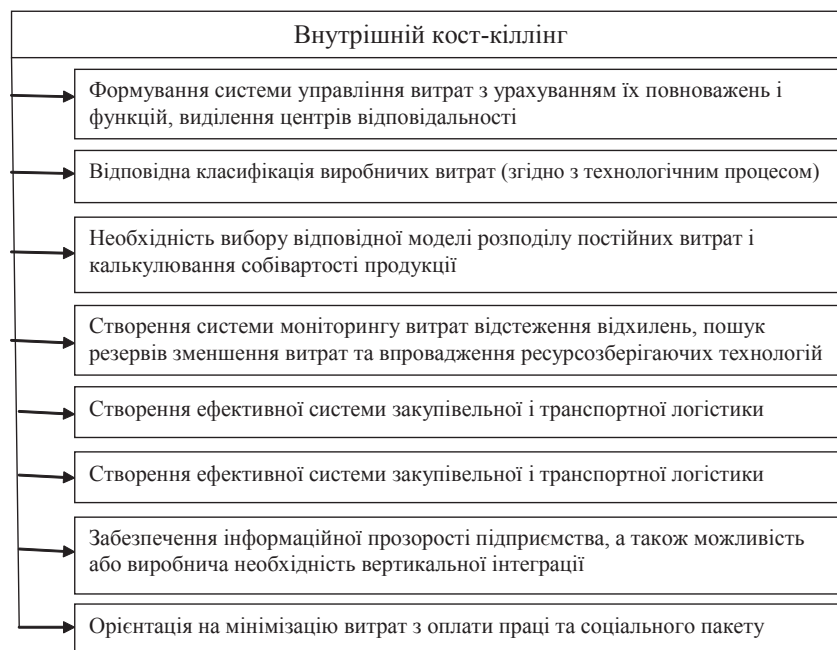 Внутрішній кост-кіллінг
Формування системи управління витрат з урахуванням їх повноважень і
функцій, виділення центрів відповідальності
Відповідна класифікація виробничих витрат (згідно з технологічним процесом)
Необхідність вибору відповідної моделі розподілу постійних витрат і
калькулювання собівартості продукції
Створення системи моніторингу витрат відстеження відхилень, пошук
резервів зменшення витрат та впровадження ресурсозберігаючих технологій
Створення ефективної системи закупівельної і транспортної логістики
Створення ефективної системи закупівельної і транспортної логістики
Забезпечення інформаційної прозорості підприємства, а також можливість
або виробнича необхідність вертикальної інтеграції
Орієнтація на мінімізацію витрат з оплати праці та соціального пакету